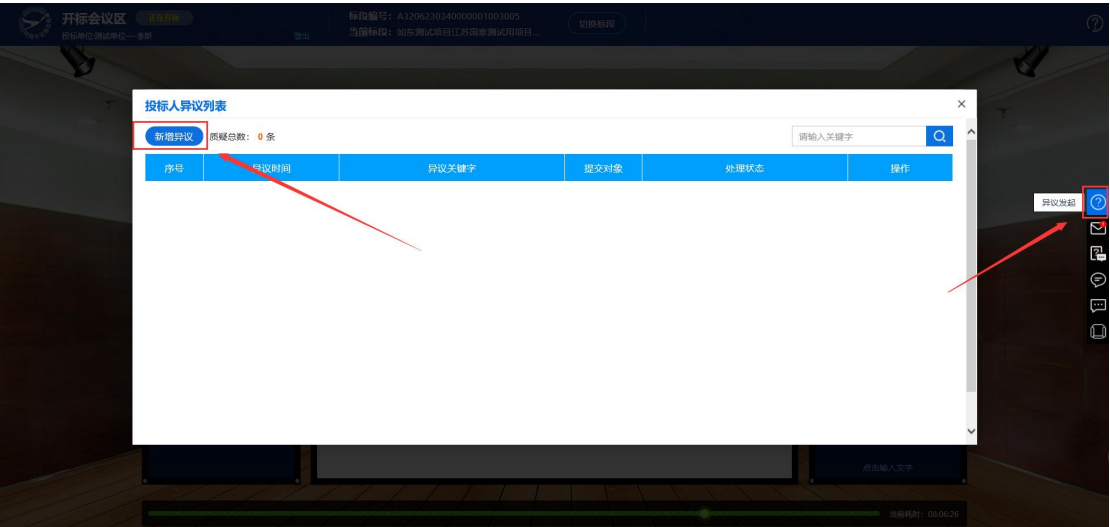 开标会议区 正在开标
投标单位:测试单位一李斯 登出
标段编号：A3206230340000001003005
当前标段：如东测试项目江苏国泰测试用项目...
切换标段
投标人异议列表
新增异议 质疑总数：0 条 请输入关键字
序号 异议时间 异议关键字 提交对象 处理状态 操作
异议发起
点击输入文字
当前耗时：08:06:26